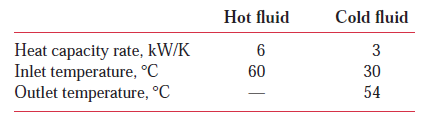 Hot fluid Cold fluid
Heat capacity rate, kW/K 6 3
Inlet temperature, °C 60 30
Outlet temperature, °C — 54